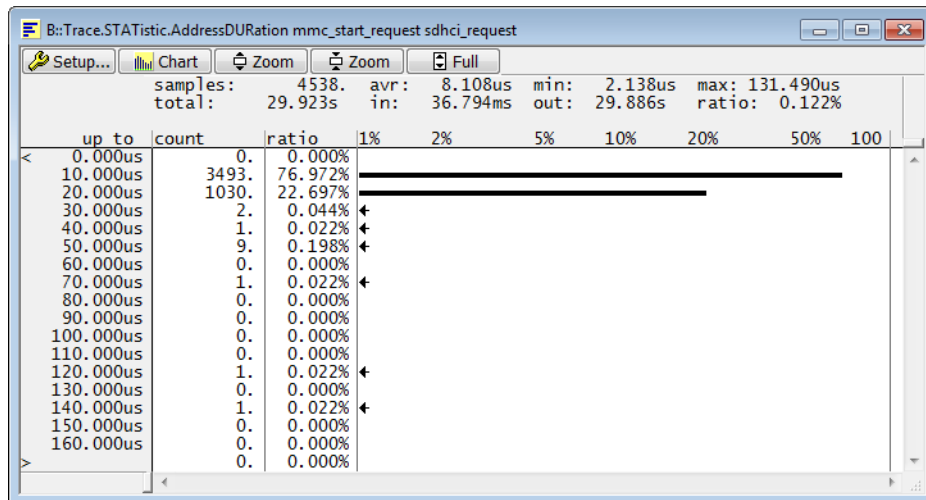 B::Trace.STATistic.AddressDURation mmc_start_request sdhci_request
Setup... Chart Zoom Zoom Full
samples: 4538. avr: 8.108us min: 2.138us max: 131.490us
total: 29.923s in: 36.794ms out: 29.886s ratio: 0.122%
up to count ratio 1% 2% 5% 10% 20% 50% 100
< 0.000us 0. 0.000%
10.000us 3493. 76.972%
20.000us 1030. 22.697%
30.000us 2. 0.044%
40.000us 1. 0.022%
50.000us 9. 0.198%
60.000us 0. 0.000%
70.000us 1. 0.022%
80.000us 0. 0.000%
90.000us 0. 0.000%
100.000us 0. 0.000%
110.000us 0. 0.000%
120.000us 1. 0.022%
130.000us 0. 0.000%
140.000us 1. 0.022%
150.000us 0. 0.000%
160.000us 0. 0.000%
> 0. 0.000%